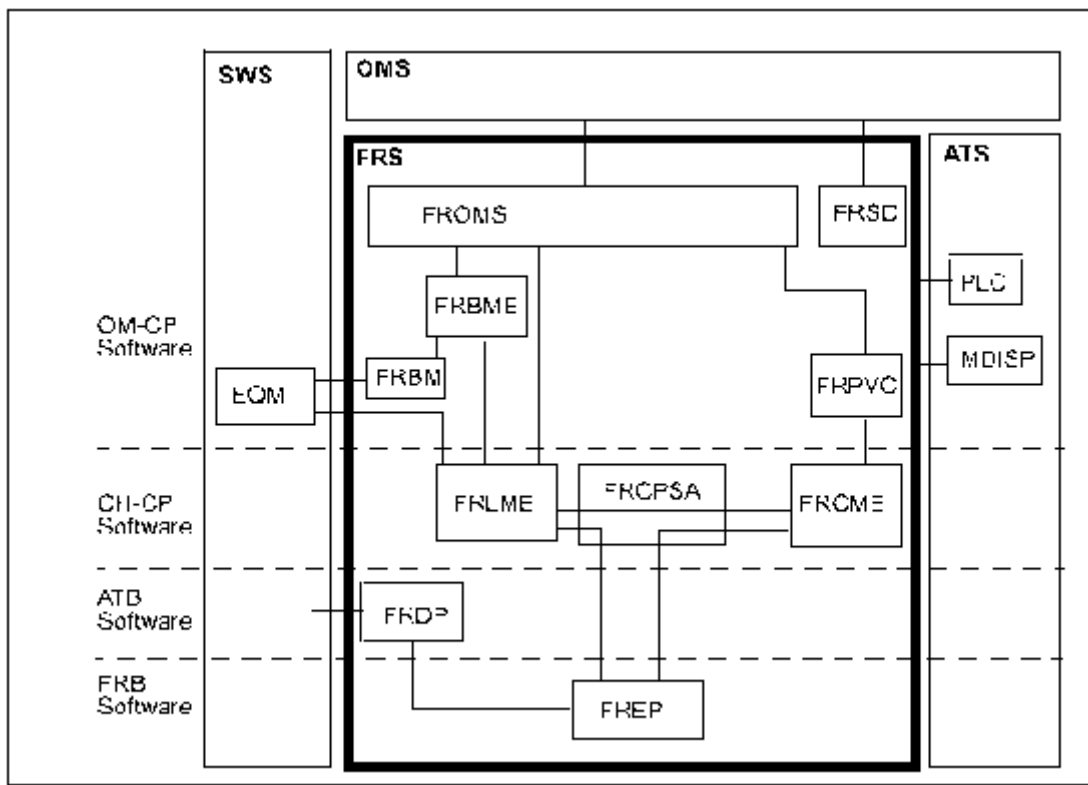 SWS
OMS
FRS
ATS
FROMS
FRSC
PLC
FRBME
OM-CP
Software
MDISP
FRBM
FRPVC
EQM
FRCPSA
CH-CP
Software
FRLME
FRCME
ATB
Software
FRDP
FRB
Software
FREP